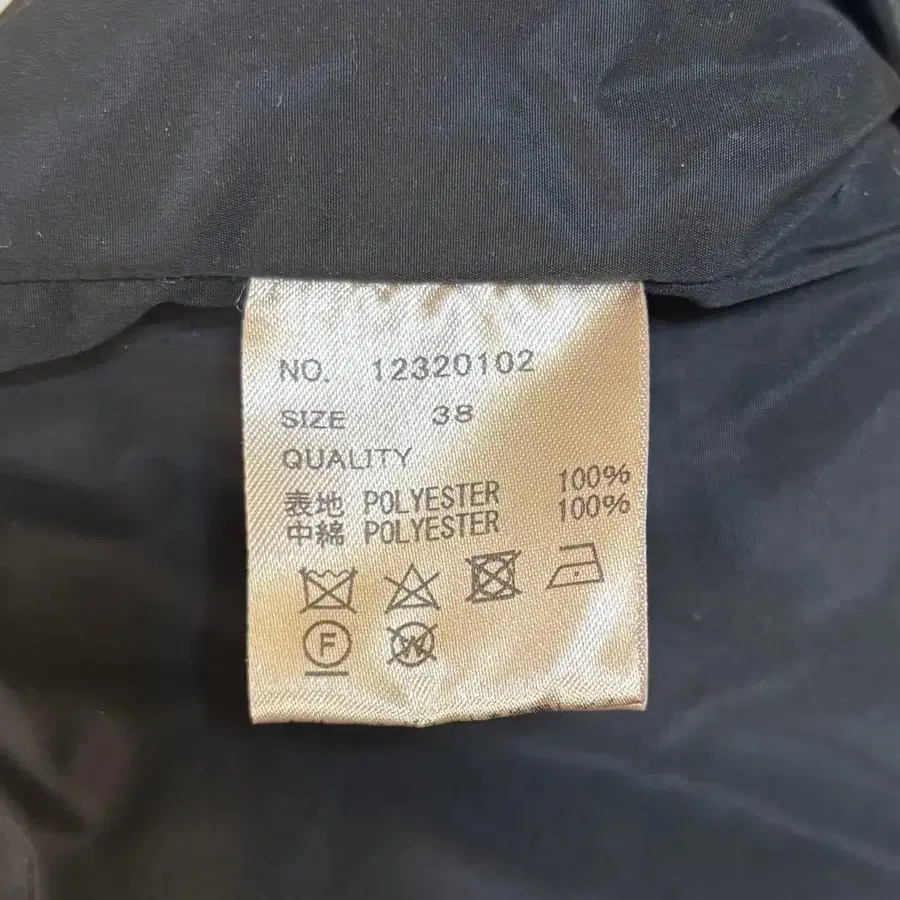 NO. 12320102
SIZE 38
QUALITY
表地 POLYESTER 100%
中綿 POLYESTER 100%
F
W